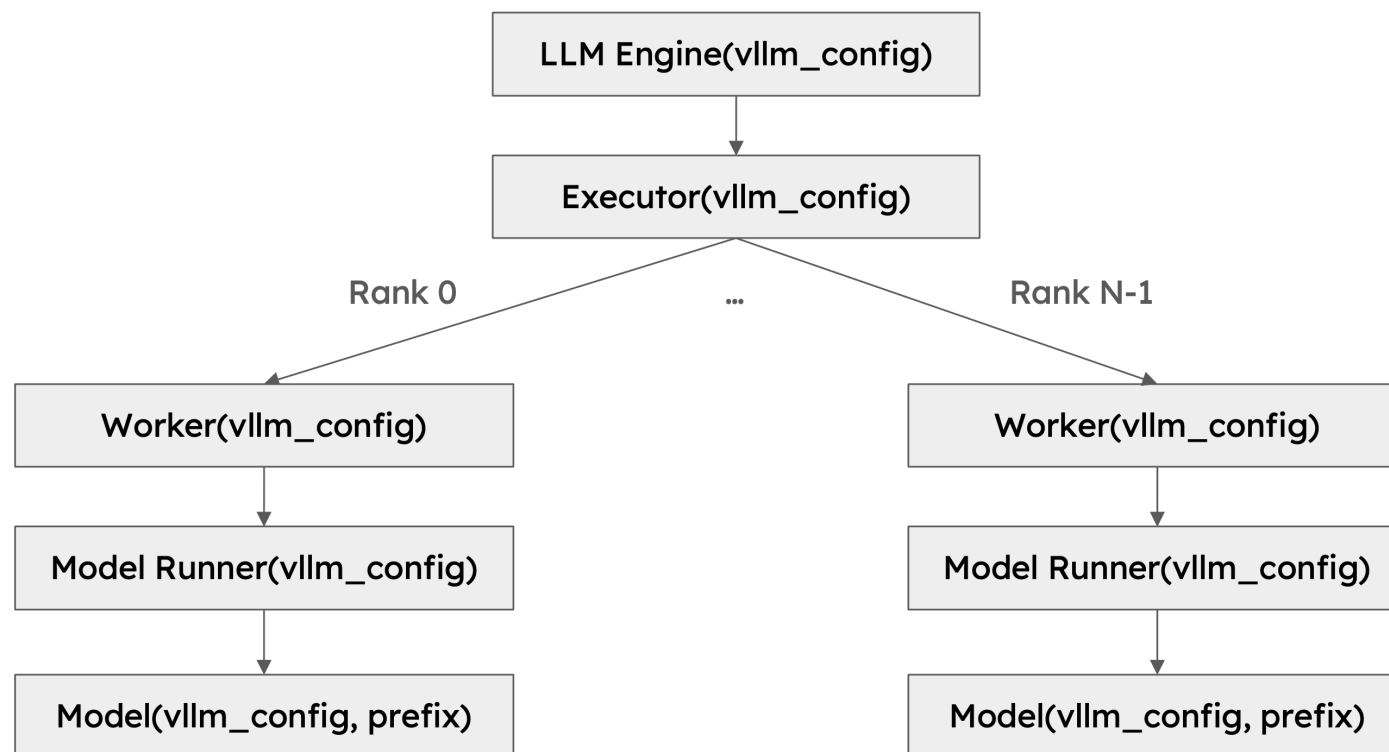 LLM Engine(vllm_config)
Executor(vllm_config)
Rank 0
...
Rank N-1
Worker(vllm_config)
Worker(vllm_config)
Model Runner(vllm_config)
Model Runner(vllm_config)
Model(vllm_config, prefix)
Model(vllm_config, prefix)